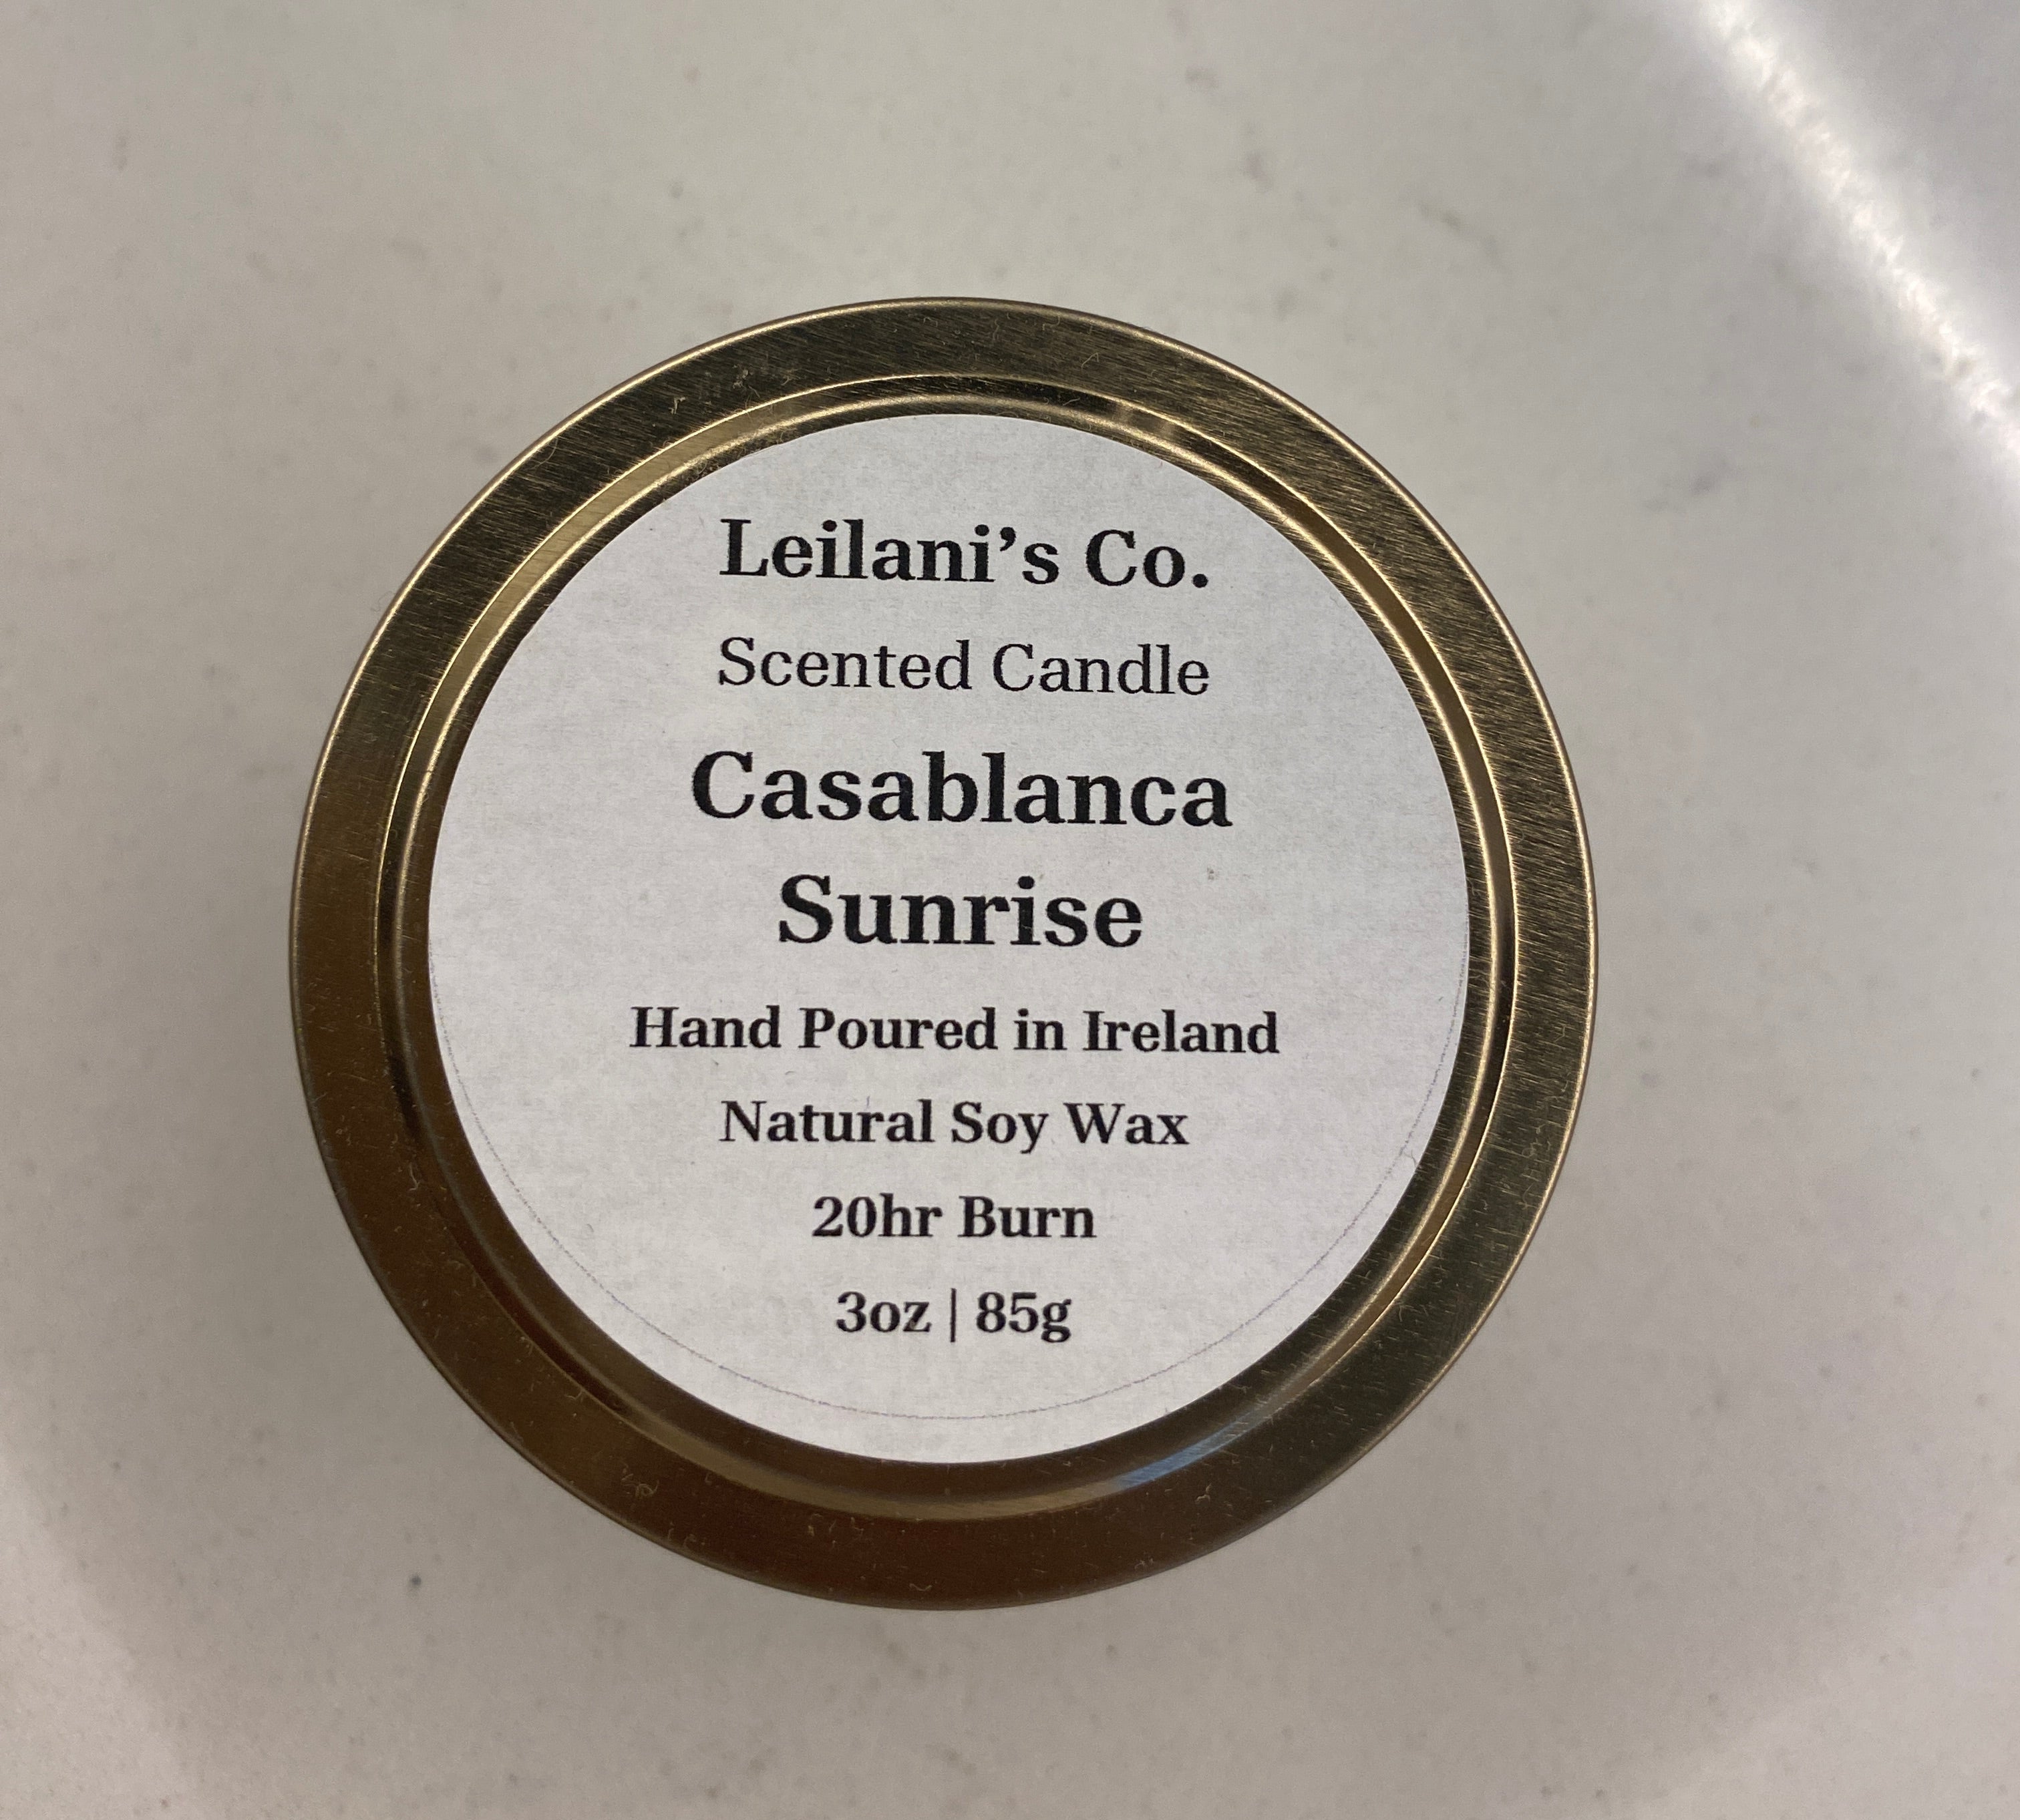 Leilani’s Co.
Scented Candle
Casablanca
Sunrise
Hand Poured in Ireland
Natural Soy Wax
20hr Burn
3oz | 85g